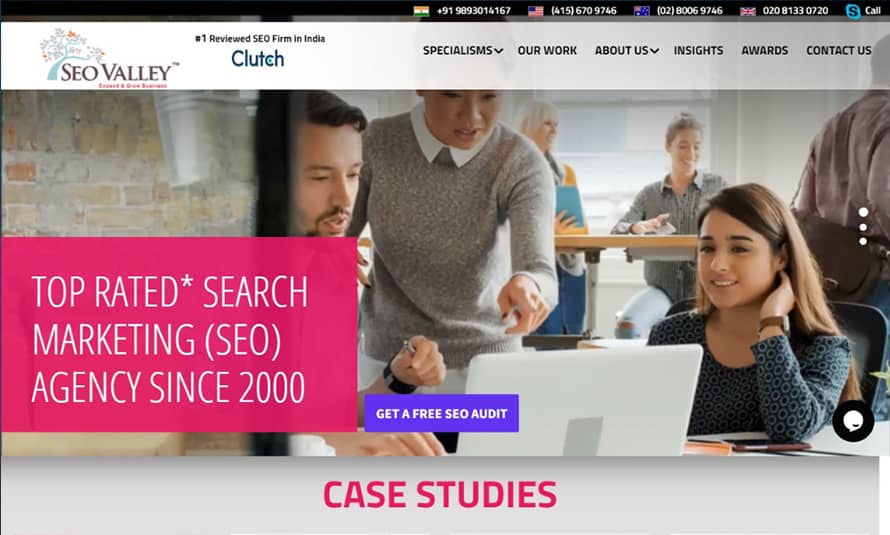 +91 9893014167 (415) 670 9746 (02) 8006 9746 020 8133 0720 Call
SEO VALLEY™
Expand & Grow Business
#1 Reviewed SEO Firm in India
Clutch
SPECIALISMS OUR WORK ABOUT US INSIGHTS AWARDS CONTACT US
TOP RATED* SEARCH
MARKETING (SEO)
AGENCY SINCE 2000
GET A FREE SEO AUDIT
CASE STUDIES